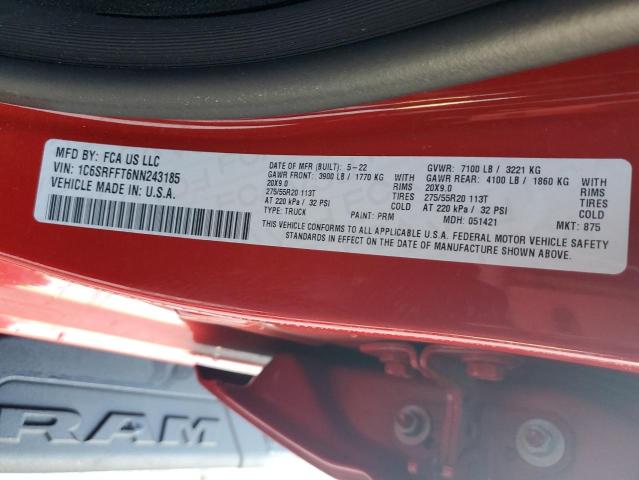 MFD BY: FCA US LLC
VIN: 1C6SRFFT6NN243185
VEHICLE MADE IN U.S.A.
DATE OF MFR (BUILT): 5-22 GVWR: 7100 LB / 3221 KG
GAWR FRONT: 3900 LB / 1770 KG WITH GAWR REAR: 4100 LB / 1860 KG WITH
20X9.0 RIMS 20X9.0 RIMS
275/55R20 113T TIRES 275/55R20 113T TIRES
AT 220 kPa / 32 PSI COLD AT 220 kPa / 32 PSI COLD
TYPE: TRUCK PAINT: PRM MDH: 051421 MKT: 875
THIS VEHICLE CONFORMS TO ALL APPLICABLE U.S.A. FEDERAL MOTOR VEHICLE SAFETY
STANDARDS IN EFFECT ON THE DATE OF MANUFACTURE SHOWN ABOVE.
RAM